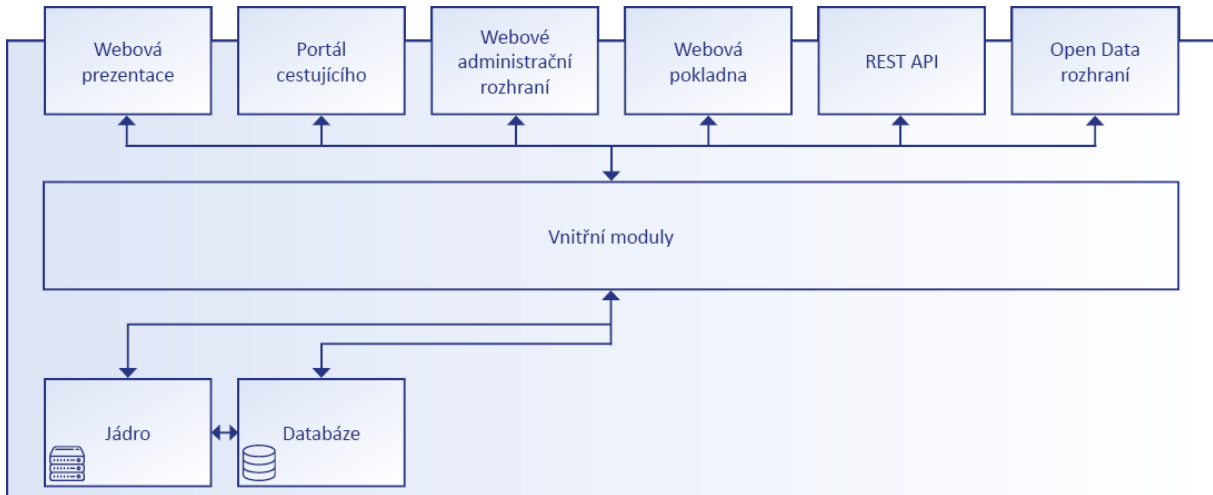 Webová
prezentace
Portál
cestujícího
Webové
administrační
rozhraní
Webová
pokladna
REST API
Open Data
rozhraní
Vnitřní moduly
Jádro
Databáze